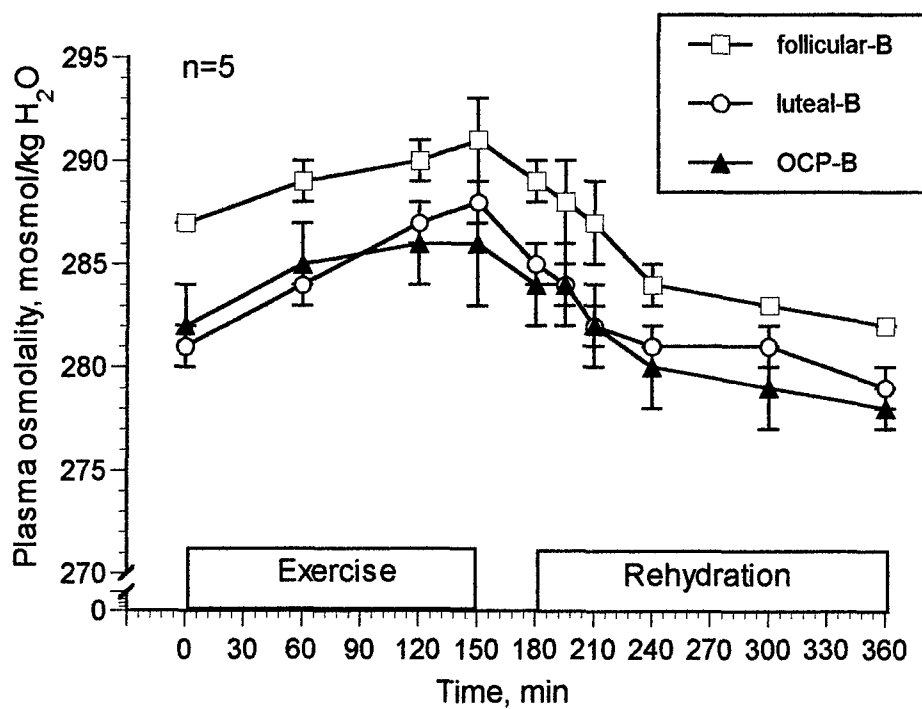 n=5
follicular-B
luteal-B
OCP-B
Plasma osmolality, mosmol/kg H₂O
295
290
285
280
275
270
0
Exercise
Rehydration
0 30 60 90 120 150 180 210 240 270 300 330 360
Time, min